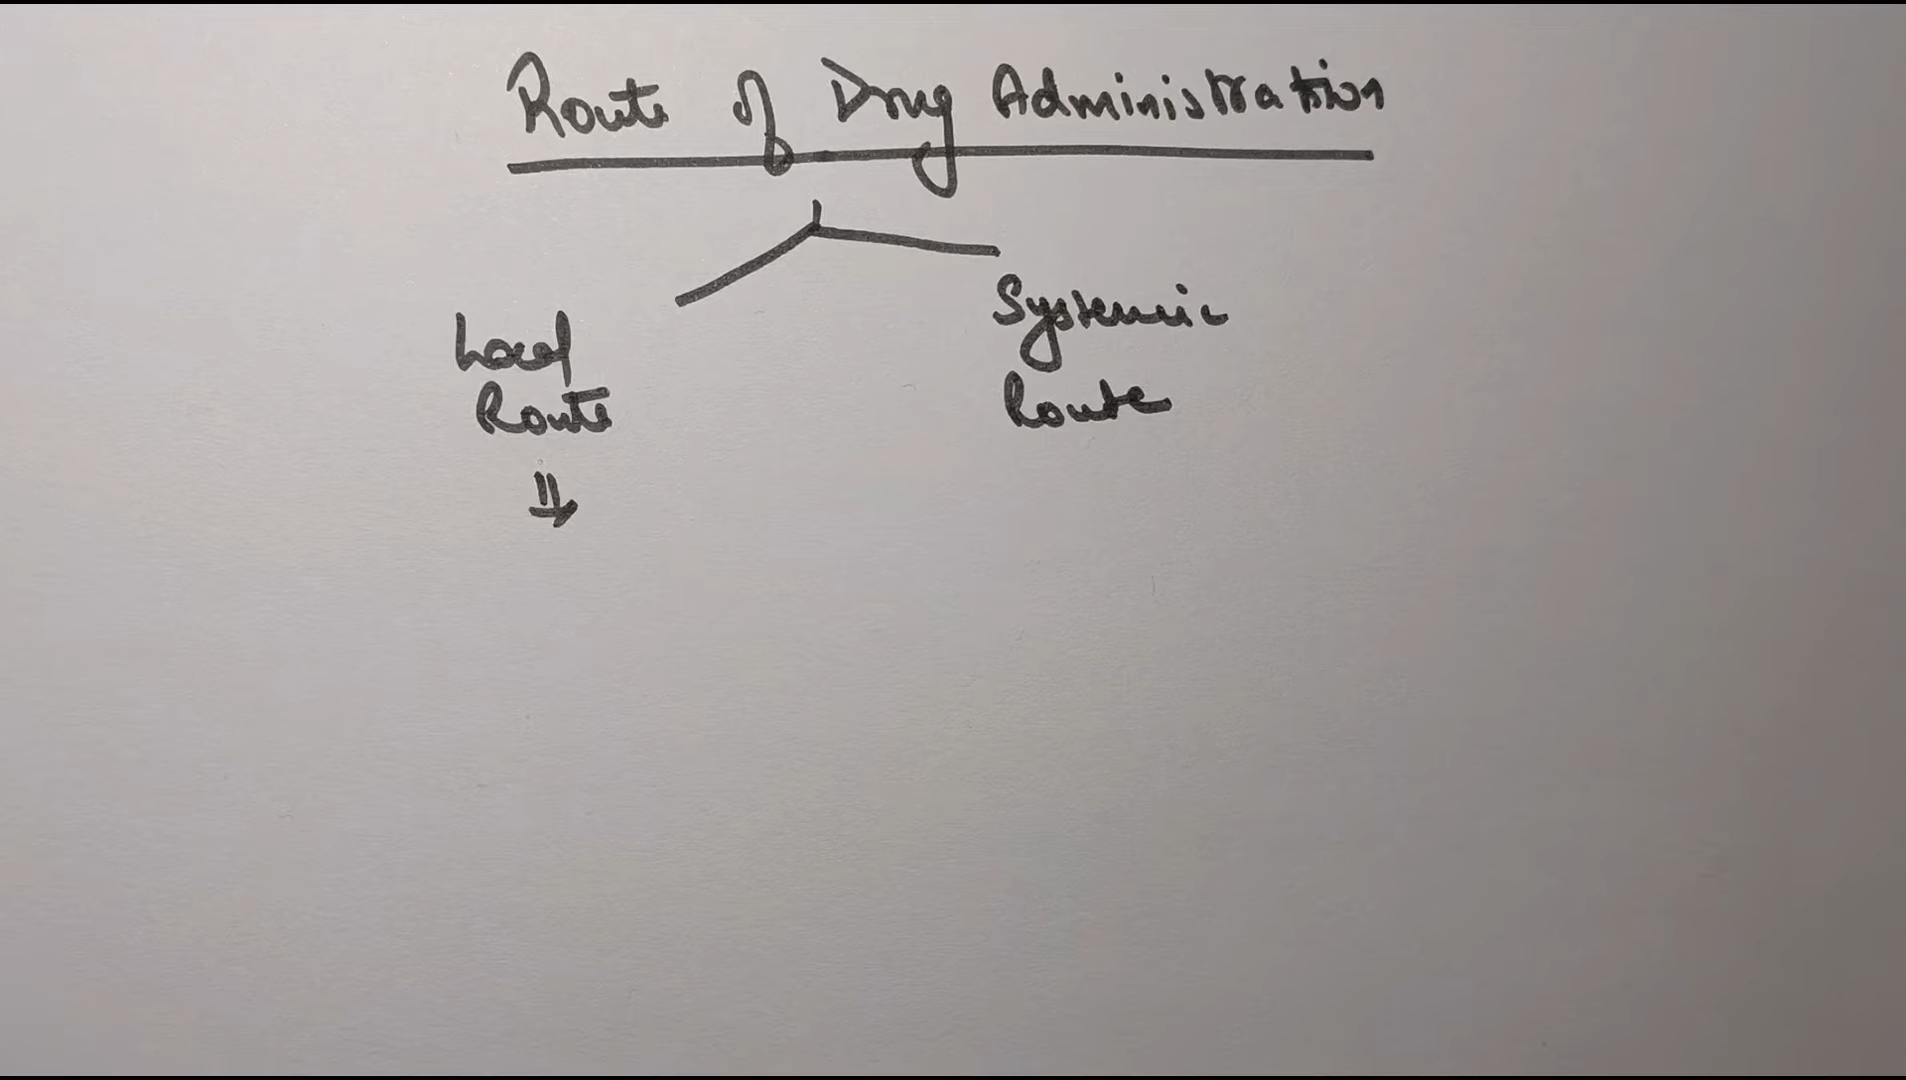 Route of Drug Administration
Local
Route
Systemic
Route